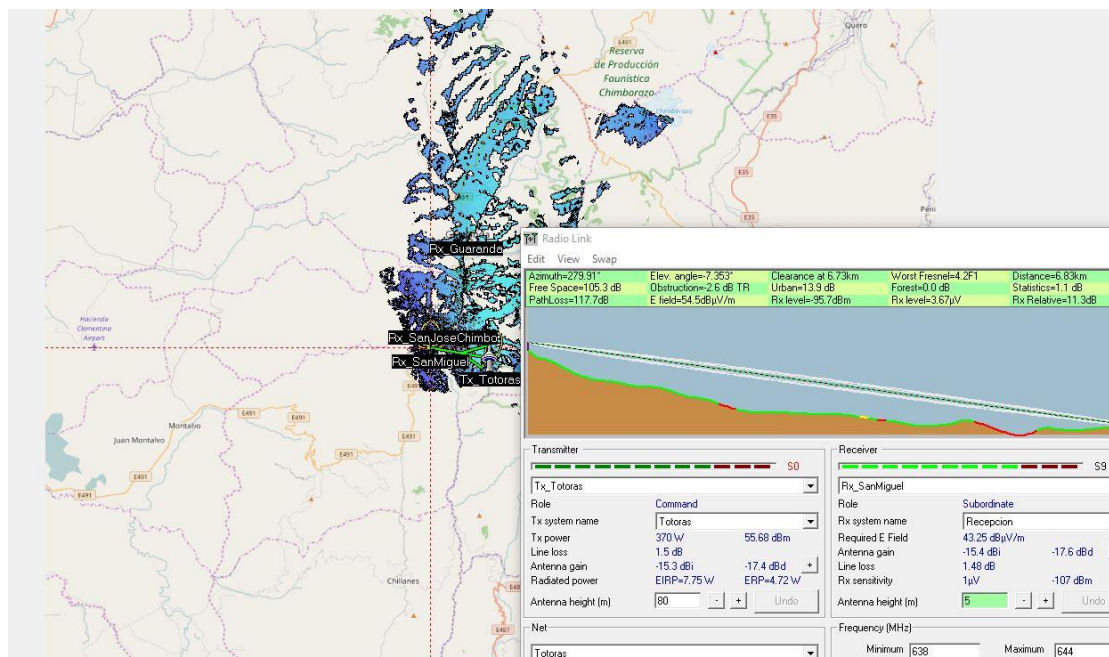 E491
Quero
Reserva
de Producción
Faunística
Chimborazo
E35
E35
E35
Rx_Guaranda
Hacienda
Clementina
Airport
Rx_SanJoseChimbo
Rx_SanMiguel
Tx_Totoras
E491
Montalvo
Juan Montalvo
E491
E491
E491
E491
Chillanes
E487
Radio Link
Edit View Swap
Azimuth=279.91° Elev. angle=-7.353° Clearance at 6.73km Worst Fresnel=4.2F1 Distance=6.83km
Free Space=105.3 dB Obstruction=-2.6 dB TR Urban=13.9 dB Forest=0.0 dB Statistics=1.1 dB
PathLoss=117.7dB E field=54.5dBµV/m Rx level=-95.7dBm Rx level=3.67µV Rx Relative=11.3dB
Transmitter
S0
Tx_Totoras
Role Command
Tx system name Totoras
Tx power 370 W 55.68 dBm
Line loss 1.5 dB
Antenna gain -15.3 dBi -17.4 dBd +
Radiated power EIRP=7.75 W ERP=4.72 W
Antenna height (m) 80 - + Undo
Net
Totoras
Receiver
S9
Rx_SanMiguel
Role Subordinate
Rx system name Recepcion
Required E Field 43.25 dBµV/m
Antenna gain -15.4 dBi -17.6 dBd
Line loss 1.48 dB
Rx sensitivity 1µV -107 dBm
Antenna height (m) 5 - + Undo
Frequency (MHz)
Minimum 638 Maximum 644